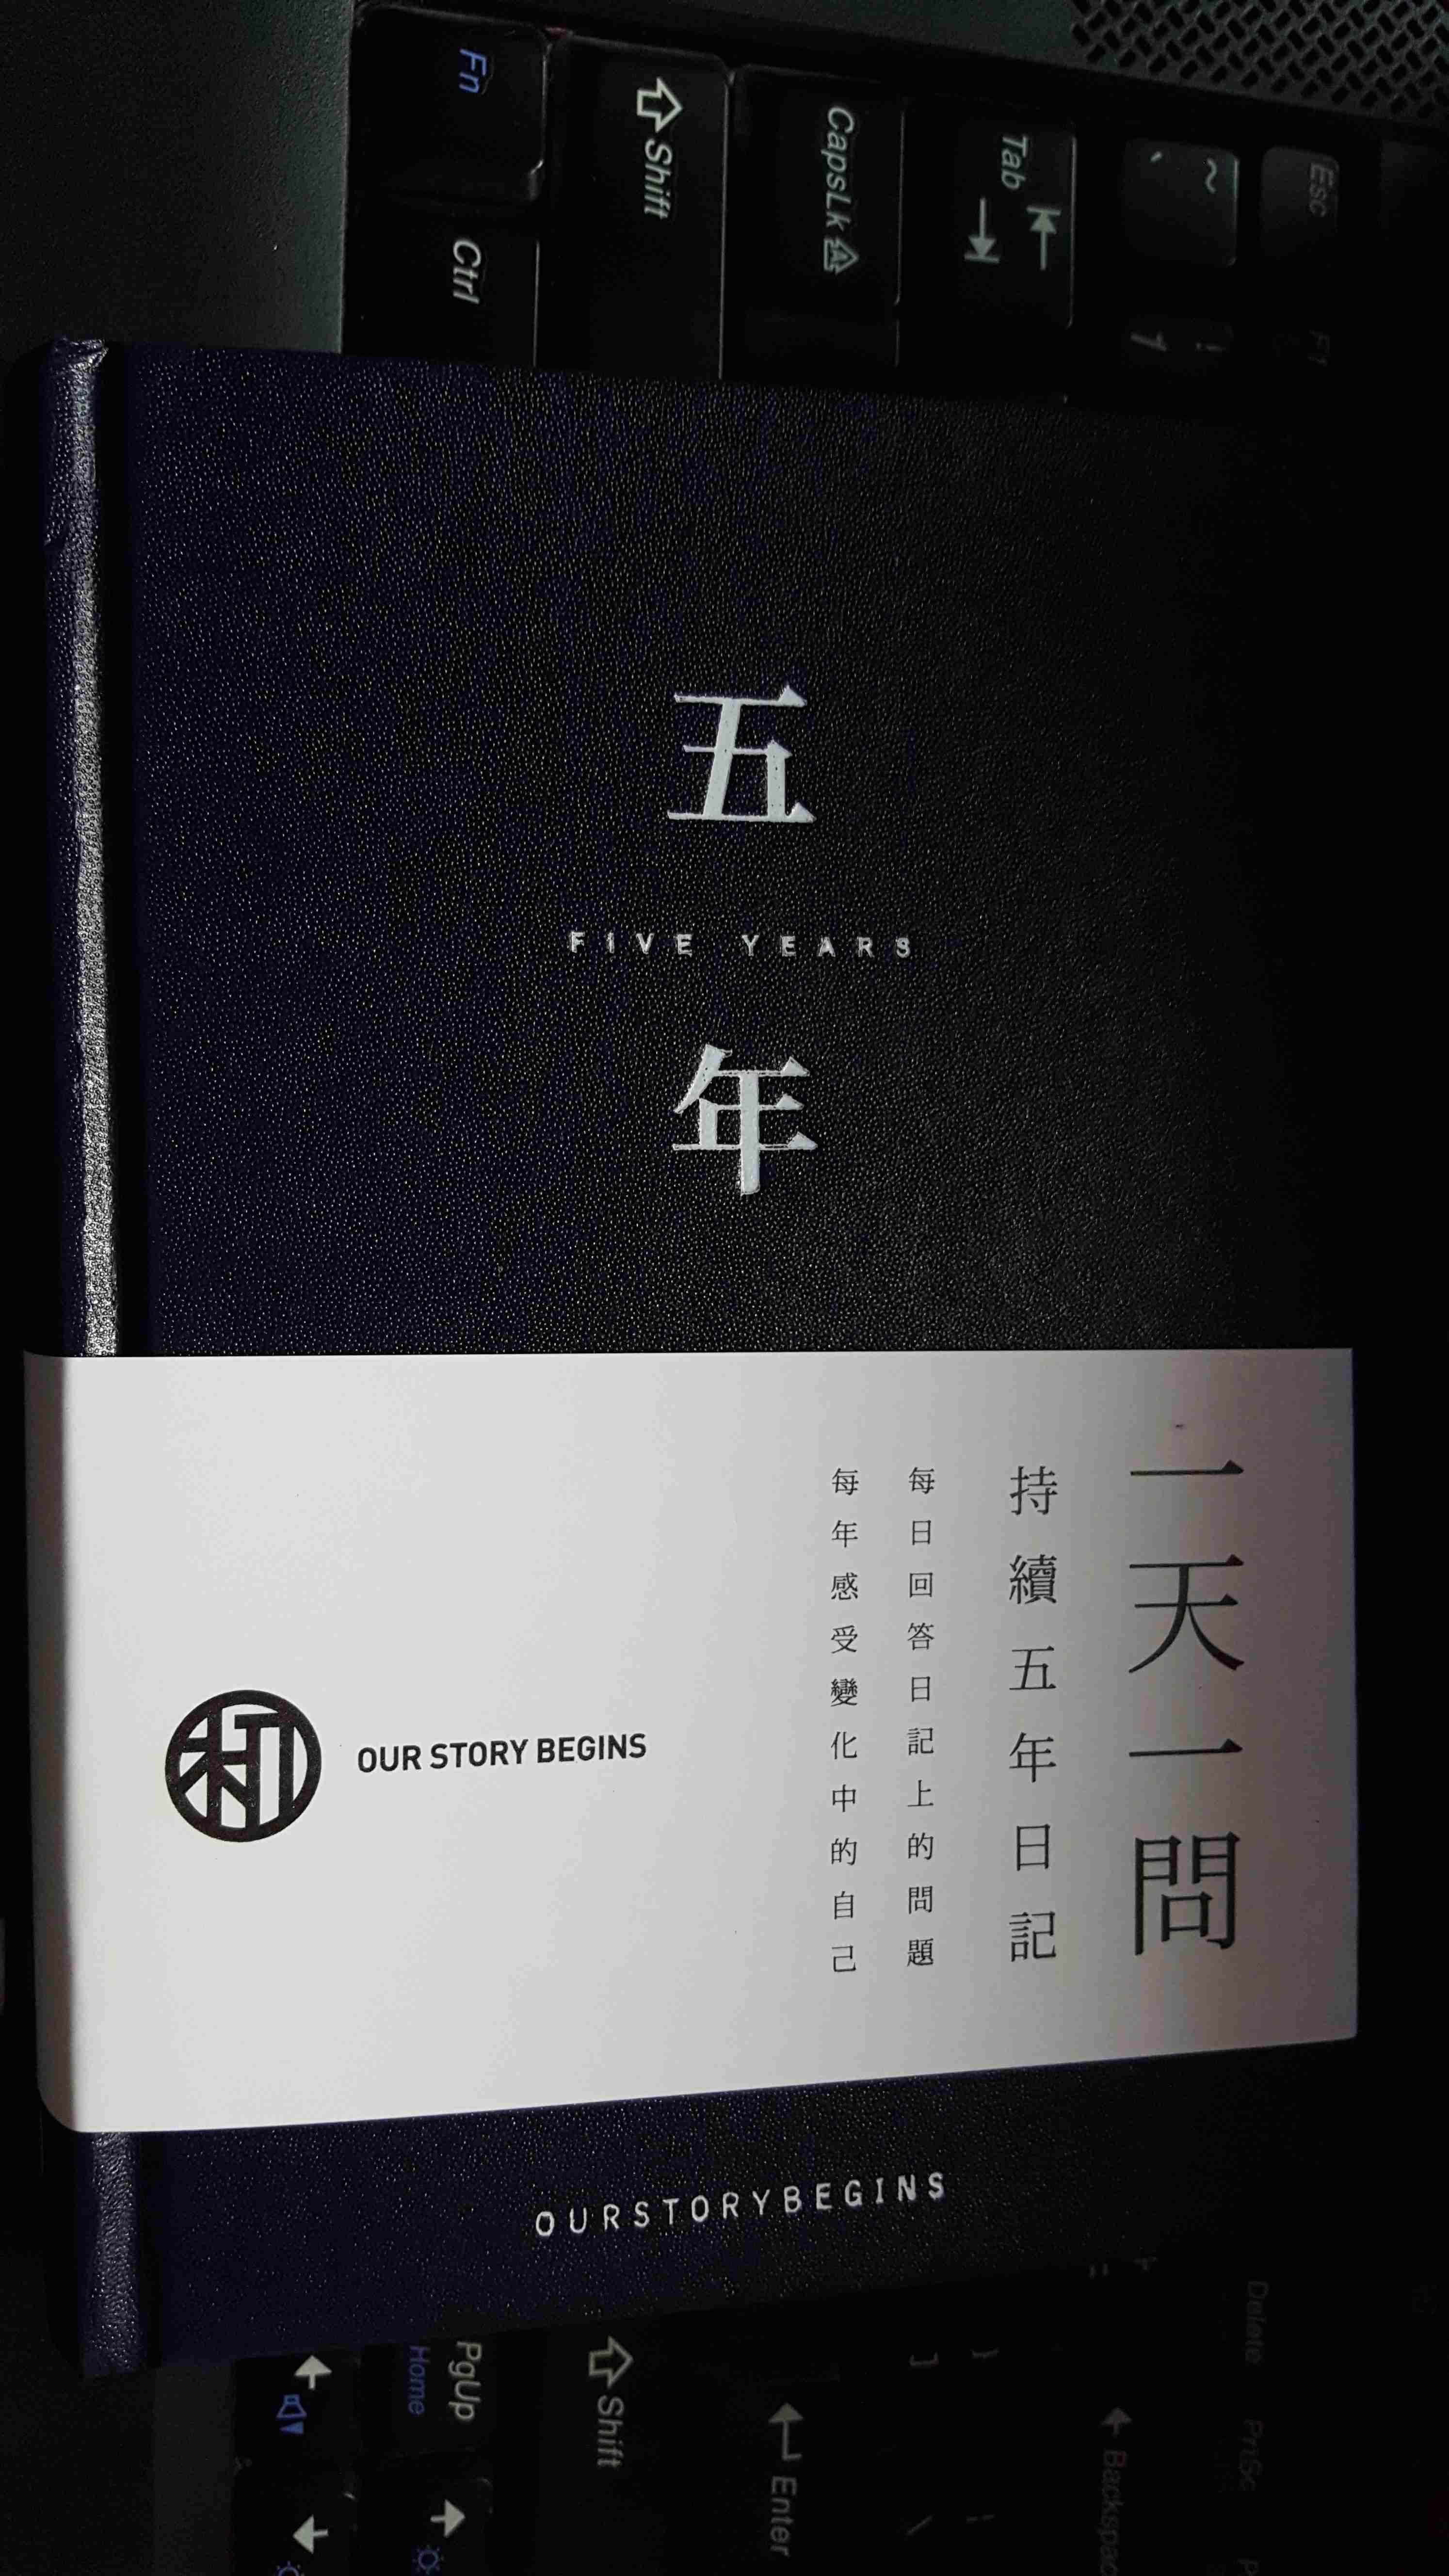 Fn
Ctrl
Shift
CapsLk
Tab
~
`
!
1
Esc
F1
五
FIVE YEARS
年
一天一問
持續五年日記
每日回答日記上的問題
每年感受變化中的自己
OUR STORY BEGINS
OURSTORYBEGINS
PgUp
Home
Shift
Enter
Backspac
Delete
PrtSc